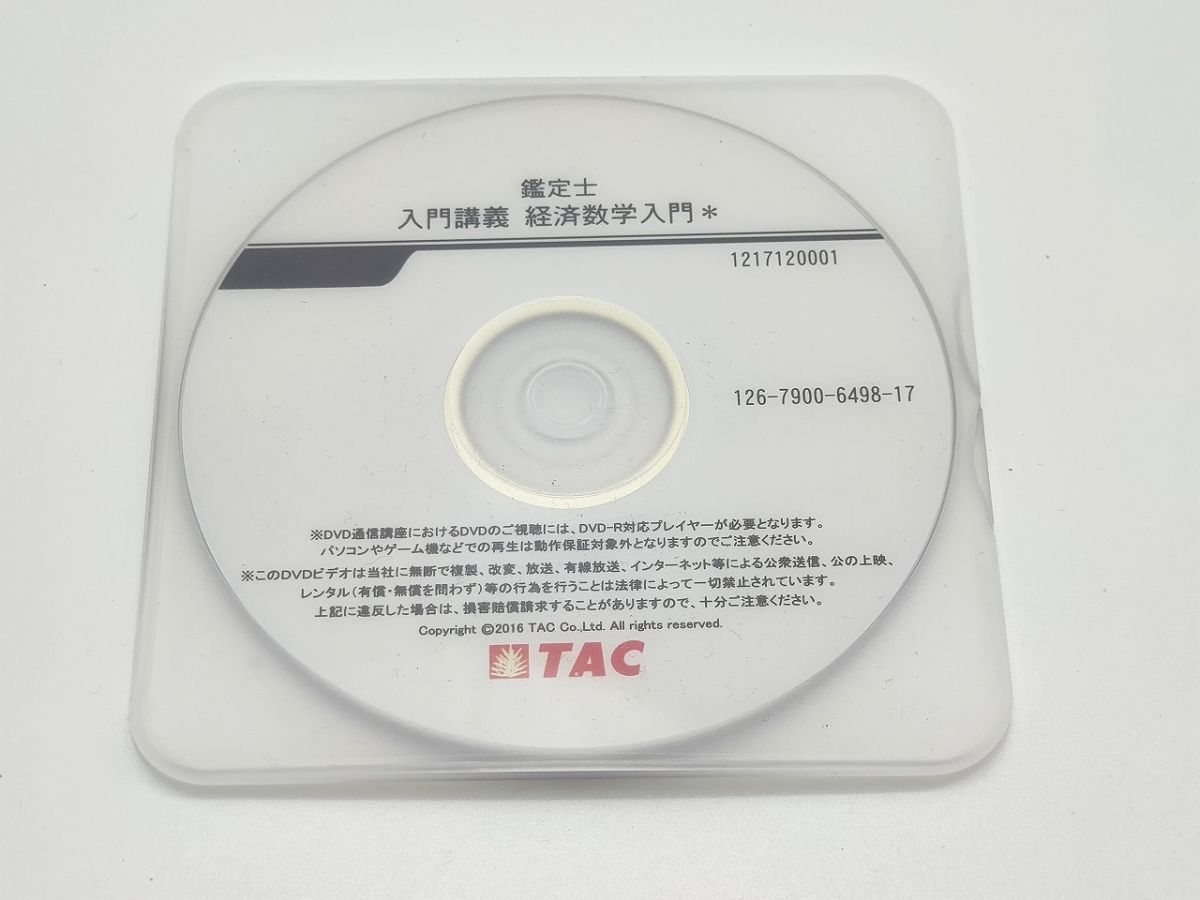 鑑定士
入門講義 経済数学入門*
1217120001
126-7900-6498-17
※DVD通信講座におけるDVDのご視聴には、DVD-R対応プレイヤーが必要となります。
パソコンやゲーム機などでの再生は動作保証対象外となりますのでご注意ください。
※このDVDビデオは当社に無断で複製、改変、放送、有線放送、インターネット等による公衆送信、公の上映、
レンタル(有償・無償を問わず)等の行為を行うことは法律によって一切禁止されています。
上記に違反した場合は、損害賠償請求することがありますので、十分ご注意ください。
Copyright ©2016 TAC Co.,Ltd. All rights reserved.
TAC